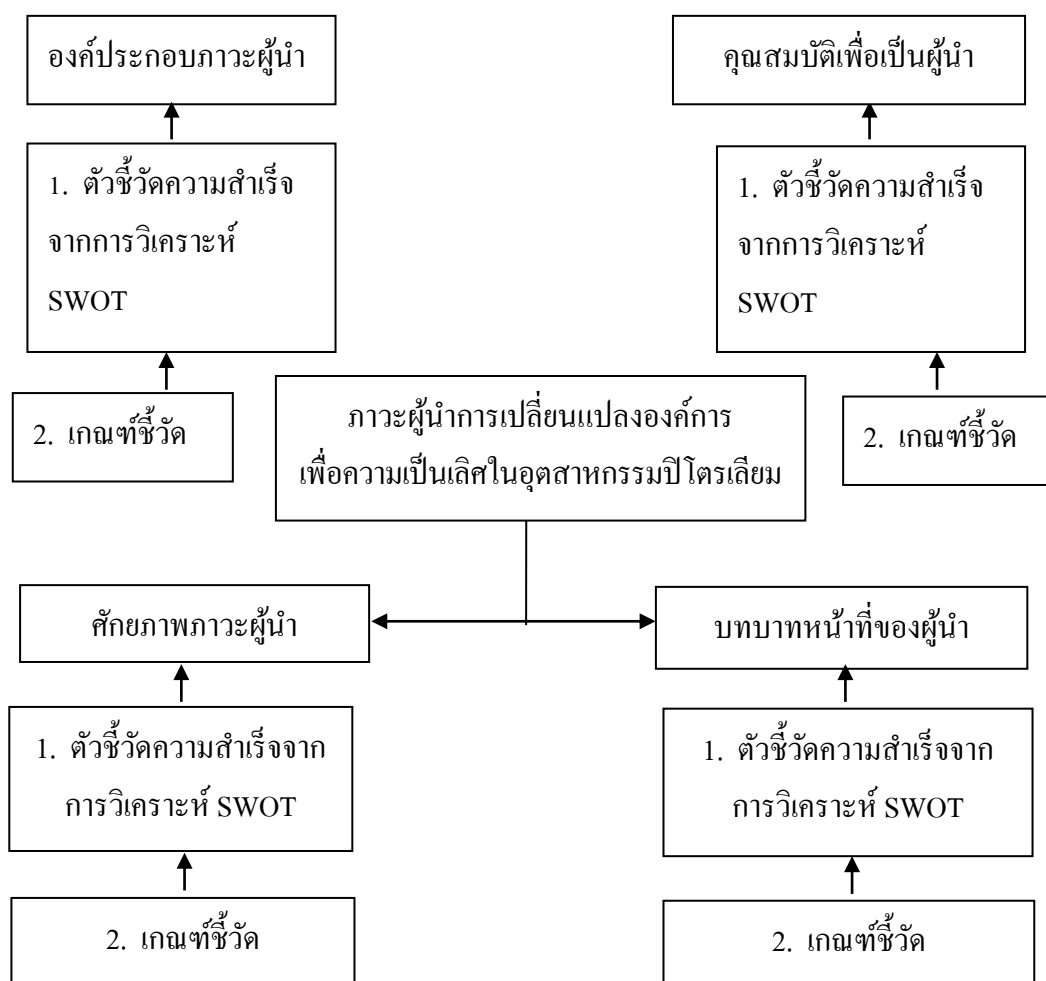 องค์ประกอบภาวะผู้นำ
คุณสมบัติเพื่อเป็นผู้นำ
1. ตัวชี้วัดความสำเร็จ
จากการวิเคราะห์
SWOT
1. ตัวชี้วัดความสำเร็จ
จากการวิเคราะห์
SWOT
2. เกณฑ์ชี้วัด
ภาวะผู้นำการเปลี่ยนแปลงองค์การ
เพื่อความเป็นเลิศในอุตสาหกรรมปิโตรเลียม
2. เกณฑ์ชี้วัด
ศักยภาพภาวะผู้นำ
บทบาทหน้าที่ของผู้นำ
1. ตัวชี้วัดความสำเร็จจาก
การวิเคราะห์ SWOT
1. ตัวชี้วัดความสำเร็จจาก
การวิเคราะห์ SWOT
2. เกณฑ์ชี้วัด
2. เกณฑ์ชี้วัด